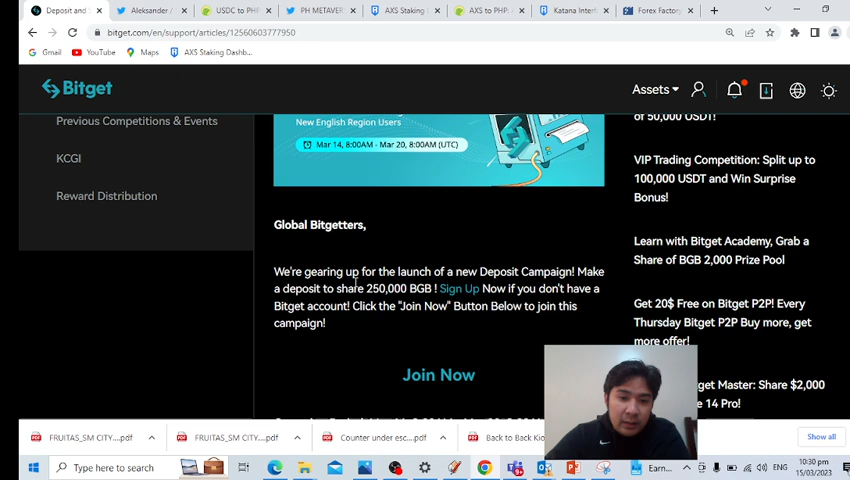 Deposit and S
Aleksander /
USDC to PHP
PH METAVER
AXS Staking
AXS to PHP:
Katana Interf
Forex Factory
bitget.com/en/support/articles/12560603777950
Gmail
YouTube
Maps
AXS Staking Dashb...
Bitget
Assets
Previous Competitions & Events
KCGI
Reward Distribution
New English Region Users
Mar 14, 8:00AM - Mar 20, 8:00AM (UTC)
Global Bitgetters,
We're gearing up for the launch of a new Deposit Campaign! Make
a deposit to share 250,000 BGB ! Sign Up Now if you don't have a
Bitget account! Click the "Join Now" Button Below to join this
campaign!
Join Now
of 50,000 USDT!
VIP Trading Competition: Split up to
100,000 USDT and Win Surprise
Bonus!
Learn with Bitget Academy, Grab a
Share of BGB 2,000 Prize Pool
Get 20$ Free on Bitget P2P! Every
Thursday Bitget P2P Buy more, get
more offer!
get Master: Share $2,000
14 Pro!
FRUITAS_SM CITY....pdf
FRUITAS_SM CITY....pdf
Counter under esc....pdf
Back to Back Kio
Show all
Type here to search
Earn...
ENG
10:30 pm
15/03/2023